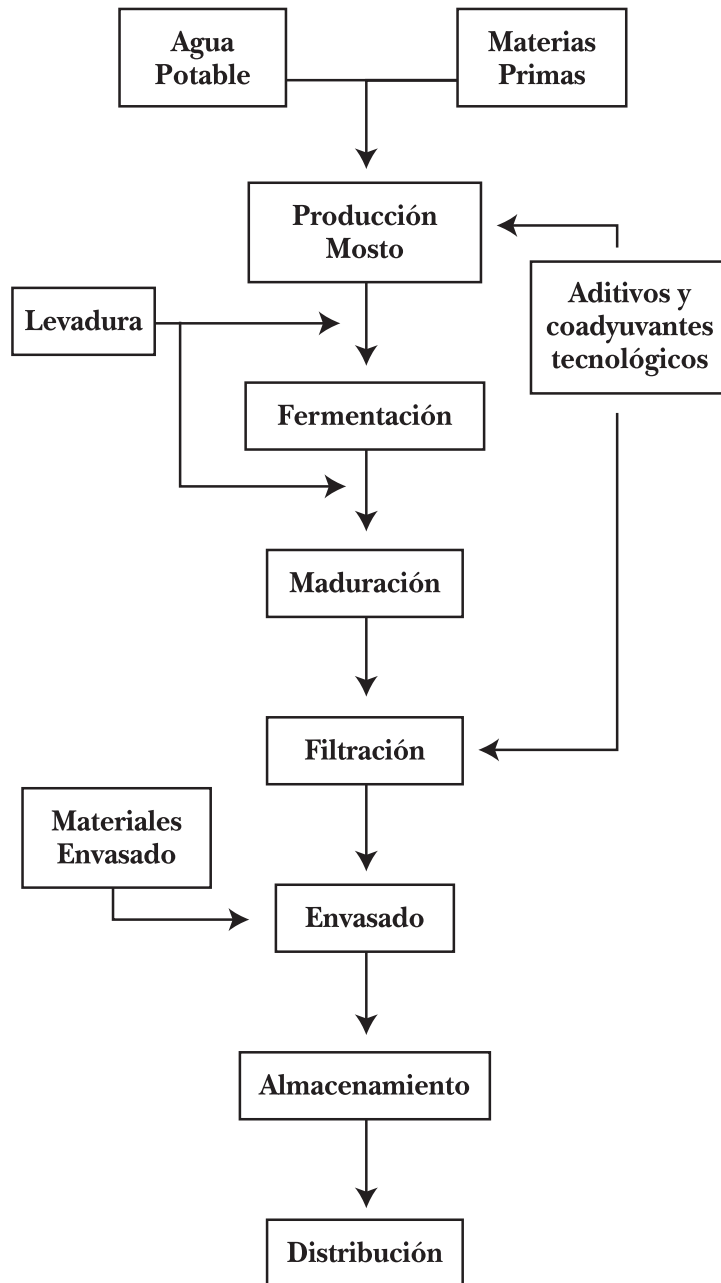 Agua
Potable
Materias
Primas
Producción
Mosto
Levadura
Aditivos y
coadyuvantes
tecnológicos
Fermentación
Maduración
Filtración
Materiales
Envasado
Envasado
Almacenamiento
Distribución